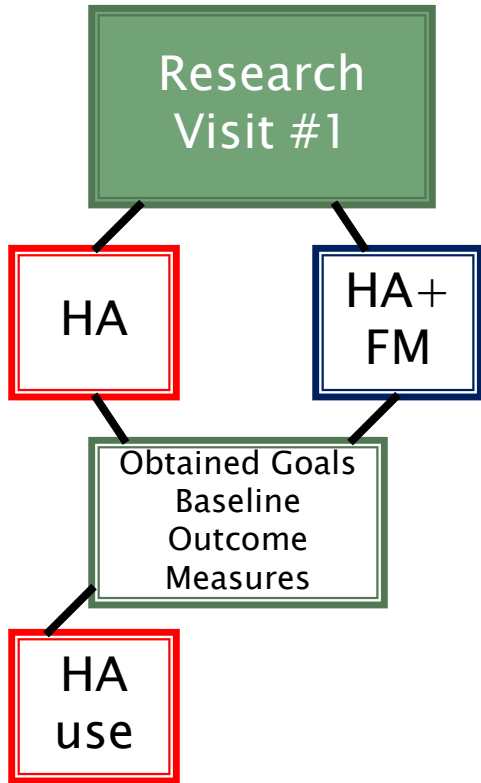 Research
Visit #1
HA
HA+
FM
Obtained Goals
Baseline
Outcome
Measures
HA
use